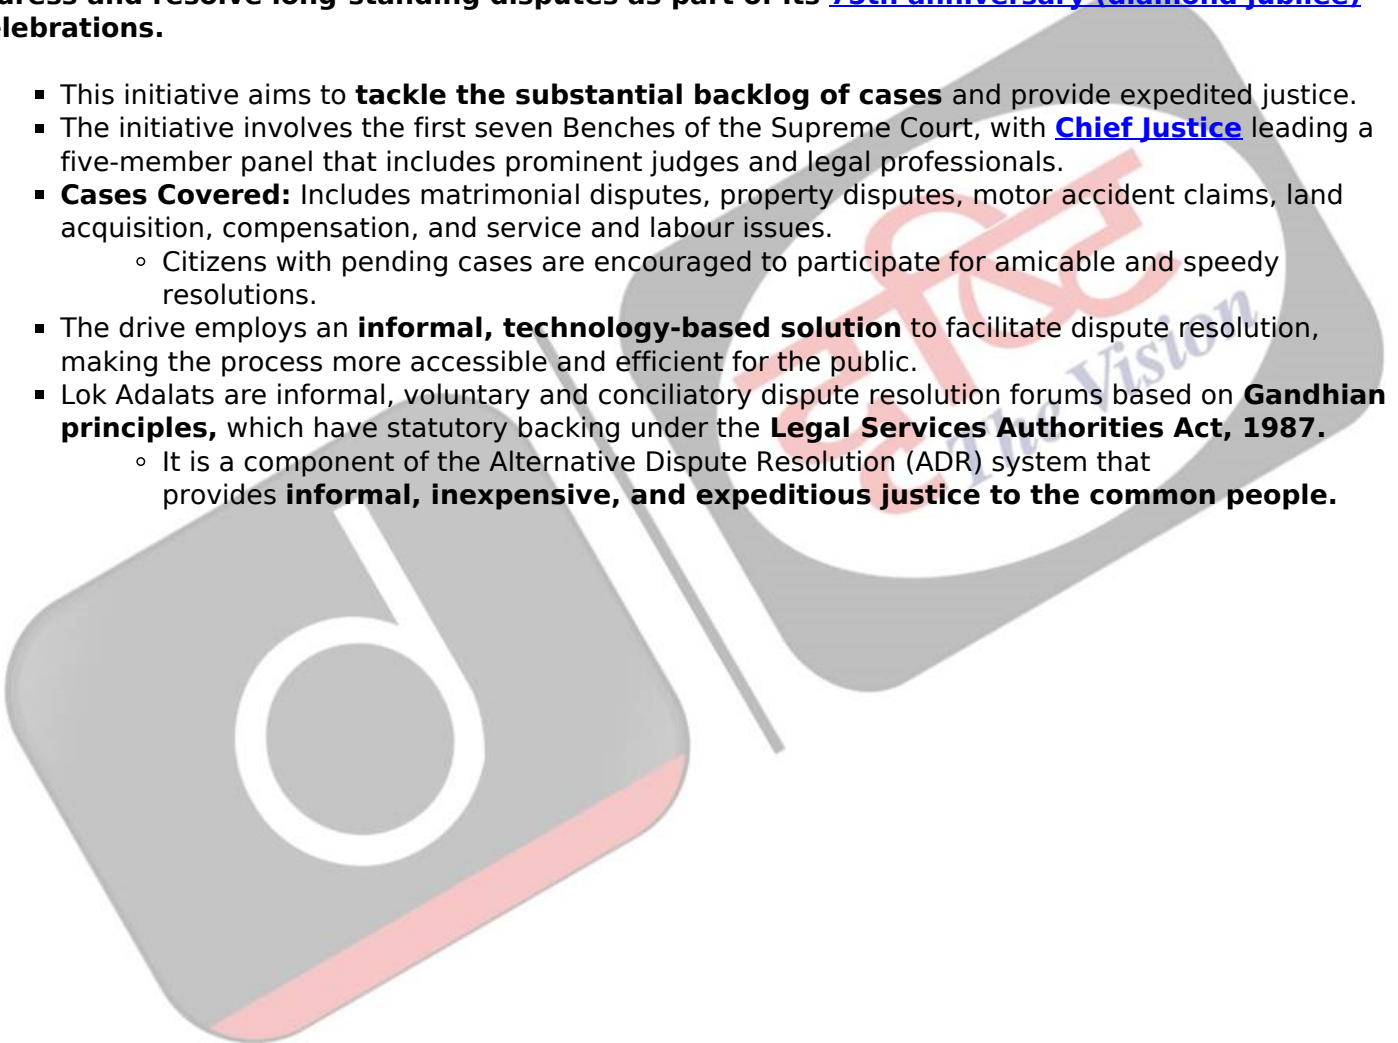 address and resolve long-standing disputes as part of its 75th anniversary (diamond jubilee)
celebrations.
This initiative aims to tackle the substantial backlog of cases and provide expedited justice.
The initiative involves the first seven Benches of the Supreme Court, with Chief Justice leading a
five-member panel that includes prominent judges and legal professionals.
Cases Covered: Includes matrimonial disputes, property disputes, motor accident claims, land
acquisition, compensation, and service and labour issues.
Citizens with pending cases are encouraged to participate for amicable and speedy
resolutions.
The drive employs an informal, technology-based solution to facilitate dispute resolution,
making the process more accessible and efficient for the public.
Lok Adalats are informal, voluntary and conciliatory dispute resolution forums based on Gandhian
principles, which have statutory backing under the Legal Services Authorities Act, 1987.
It is a component of the Alternative Dispute Resolution (ADR) system that
provides informal, inexpensive, and expeditious justice to the common people.
दृष्टि
The Vision
d